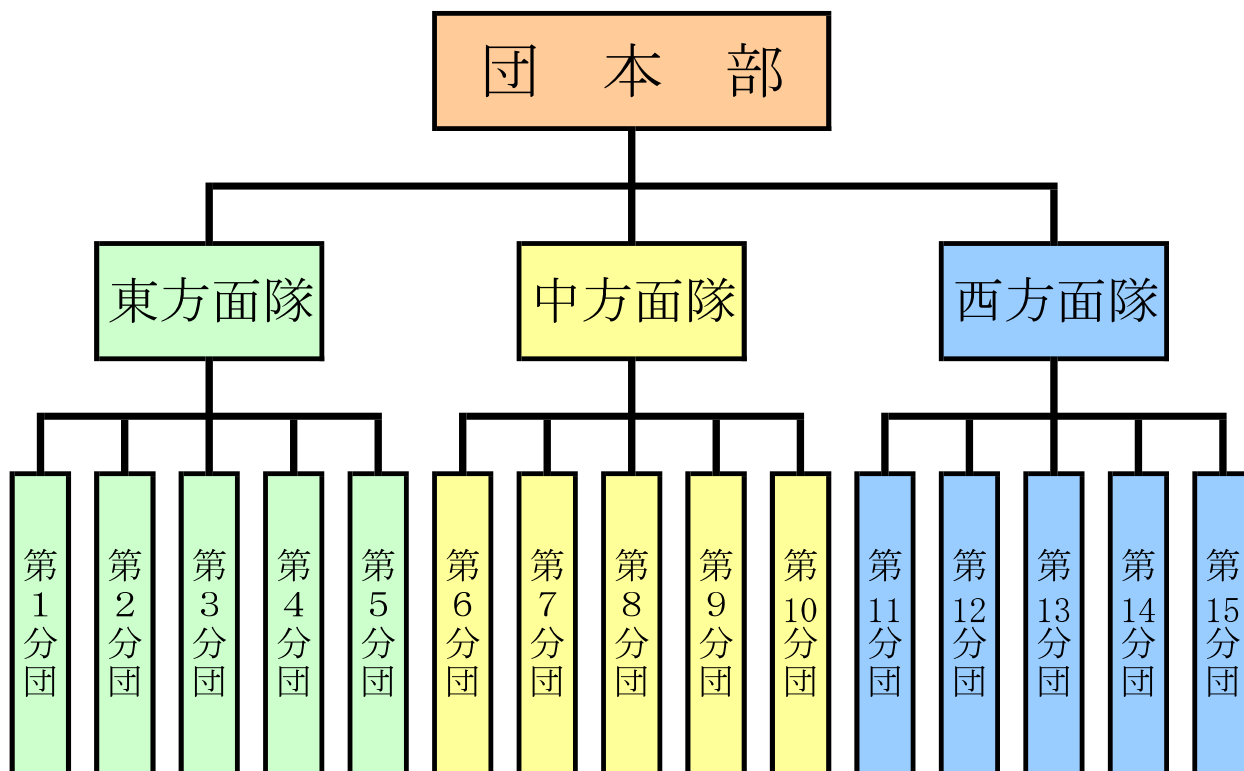 団本部
東方面隊
中方面隊
西方面隊
第1分団
第2分団
第3分団
第4分団
第5分団
第6分団
第7分団
第8分団
第9分団
第10分団
第11分団
第12分団
第13分団
第14分団
第15分団